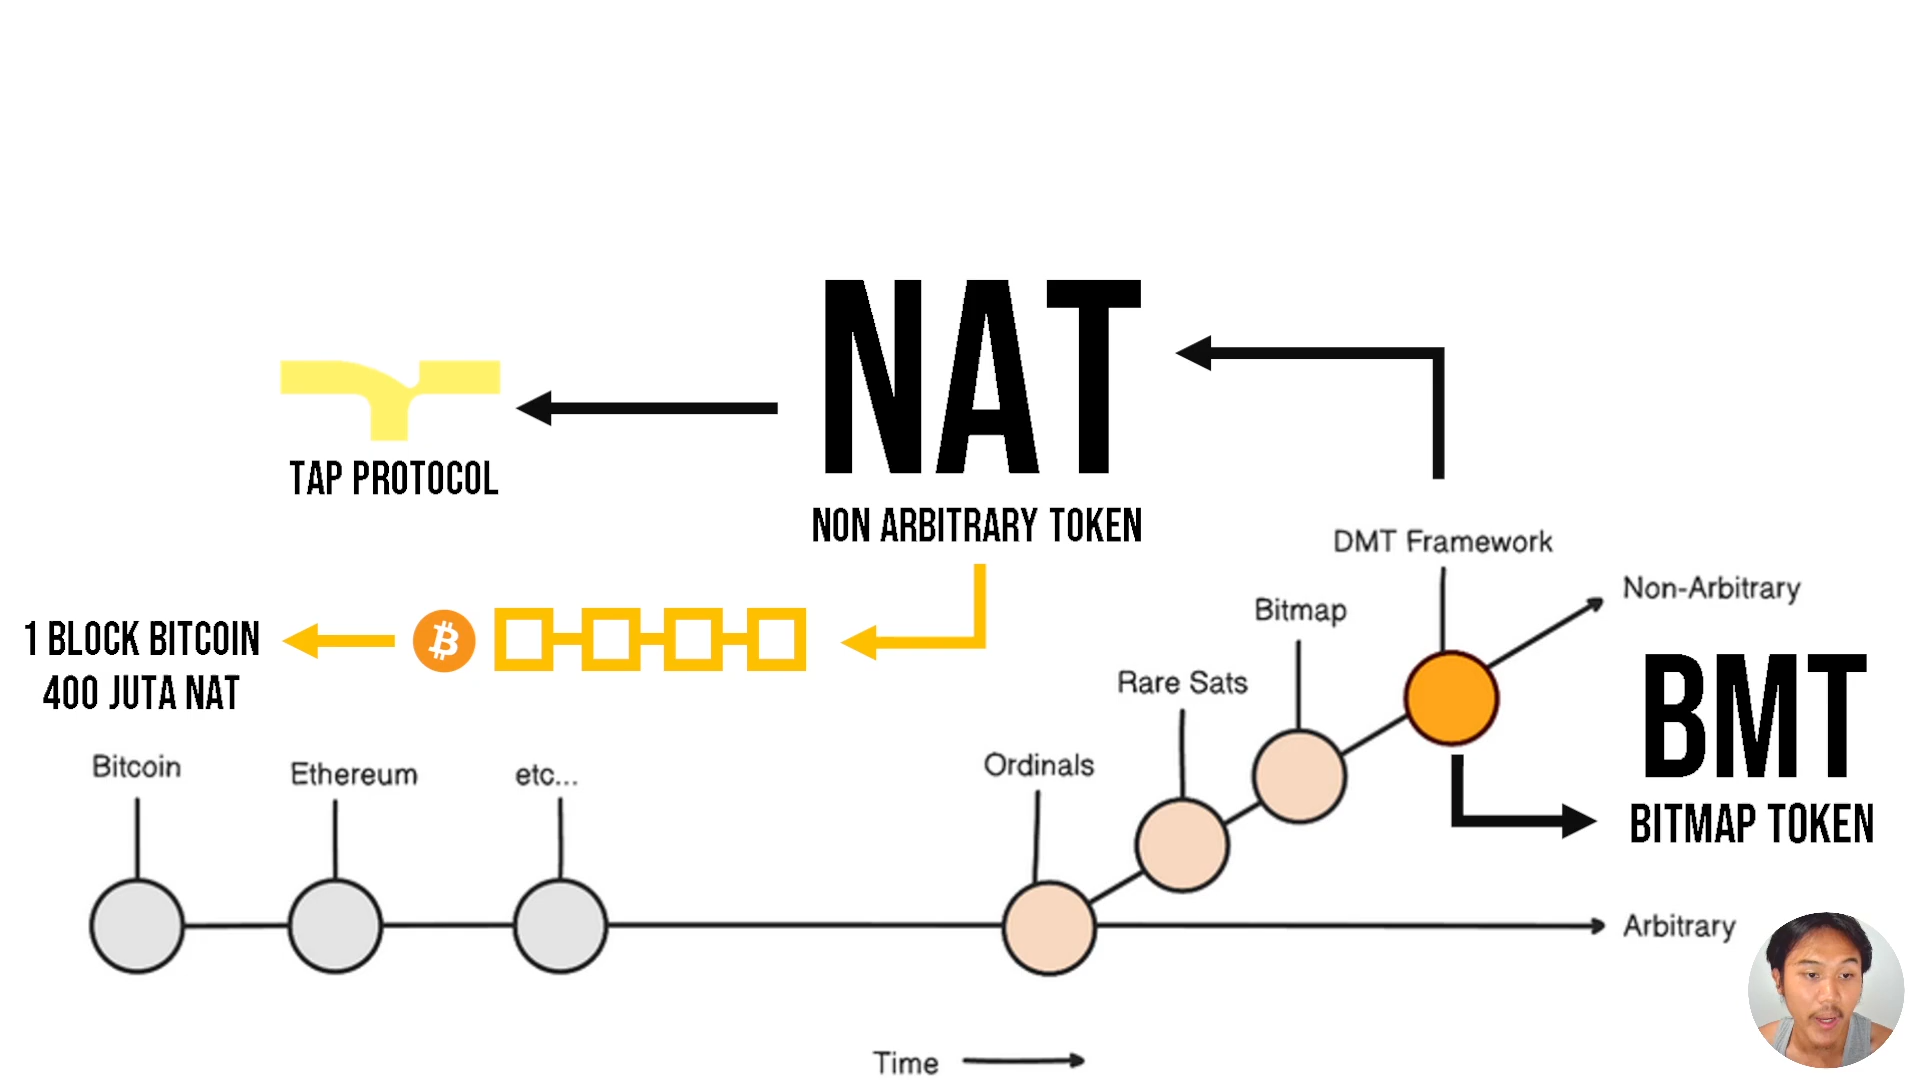 NAT
TAP PROTOCOL
NON ARBITRARY TOKEN
DMT Framework
Non-Arbitrary
Bitmap
1 BLOCK BITCOIN
400 JUTA NAT
Rare Sats
BMT
BITMAP TOKEN
Bitcoin
Ethereum
etc...
Ordinals
Arbitrary
Time